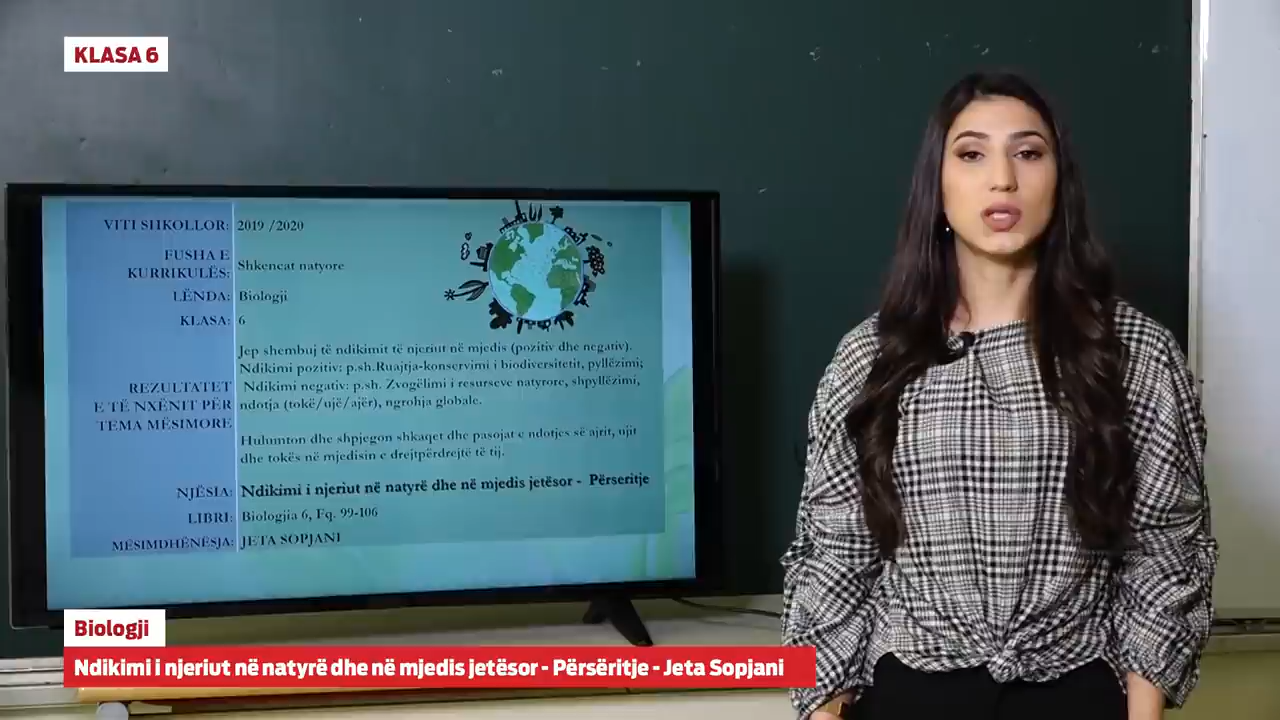 KLASA 6
VITI SHKOLLOR: 2019 /2020
FUSHA E KURRIKULËS: Shkencat natyore
LËNDA: Biologji
KLASA: 6
REZULTATET E TË NXËNIT PËR TEMA MËSIMORE
Jep shembuj të ndikimit të njeriut në mjedis (pozitiv dhe negativ).
Ndikimi pozitiv: p.sh.Ruajtja-konservimi i biodiversitetit, pyllëzimi;
Ndikimi negativ: p.sh. Zvogëlimi i resurseve natyrore, shpyllëzimi,
ndotja (tokë/ujë/ajër), ngrohja globale.
Hulumton dhe shpjegon shkaqet dhe pasojat e ndotjes së ajrit, ujit
dhe tokës në mjedisin e drejtpërdrejtë të tij.
NJËSIA: Ndikimi i njeriut në natyrë dhe në mjedis jetësor - Përseritje
LIBRI: Biologjia 6, Fq. 99-106
MËSIMDHËNËSJA: JETA SOPJANI
Biologji
Ndikimi i njeriut në natyrë dhe në mjedis jetësor - Përsëritje - Jeta Sopjani